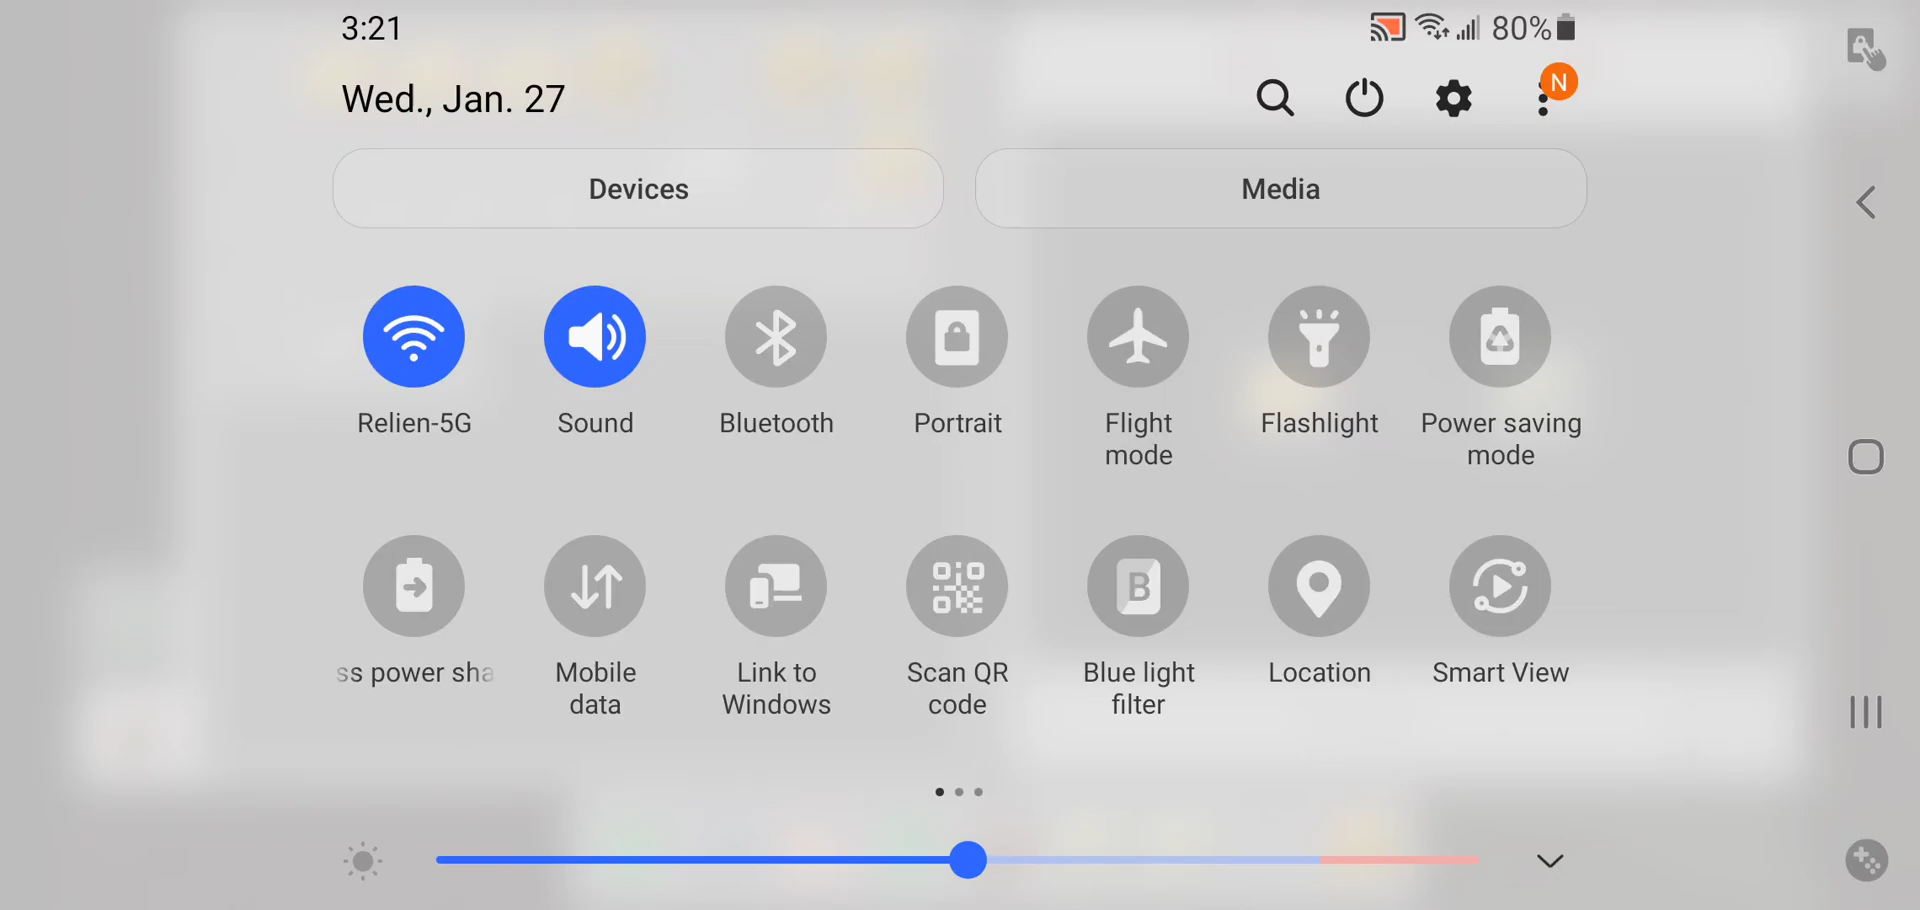 3:21
80%
Wed., Jan. 27
N
Devices
Media
Relien-5G
Sound
Bluetooth
Portrait
Flight
mode
Flashlight
Power saving
mode
ss power sha
Mobile
data
Link to
Windows
Scan QR
code
B
Blue light
filter
Location
Smart View